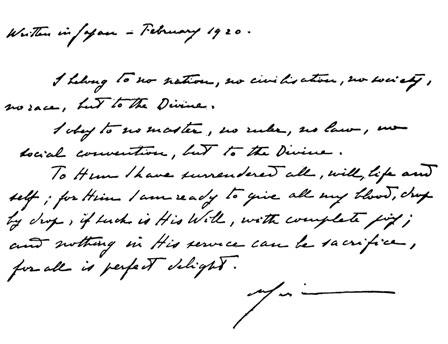 Written in Japan – February 1920.
I belong to no nation, no civilisation, no society,
no race, but to the Divine.
I obey to no master, no ruler, no law, no
social convention, but to the Divine.
To Him I have surrendered all, will, life and
self; for Him I am ready to give all my blood, drop
by drop, if such is His Will, with complete joy;
and nothing in His service can be sacrifice,
for all is perfect delight.